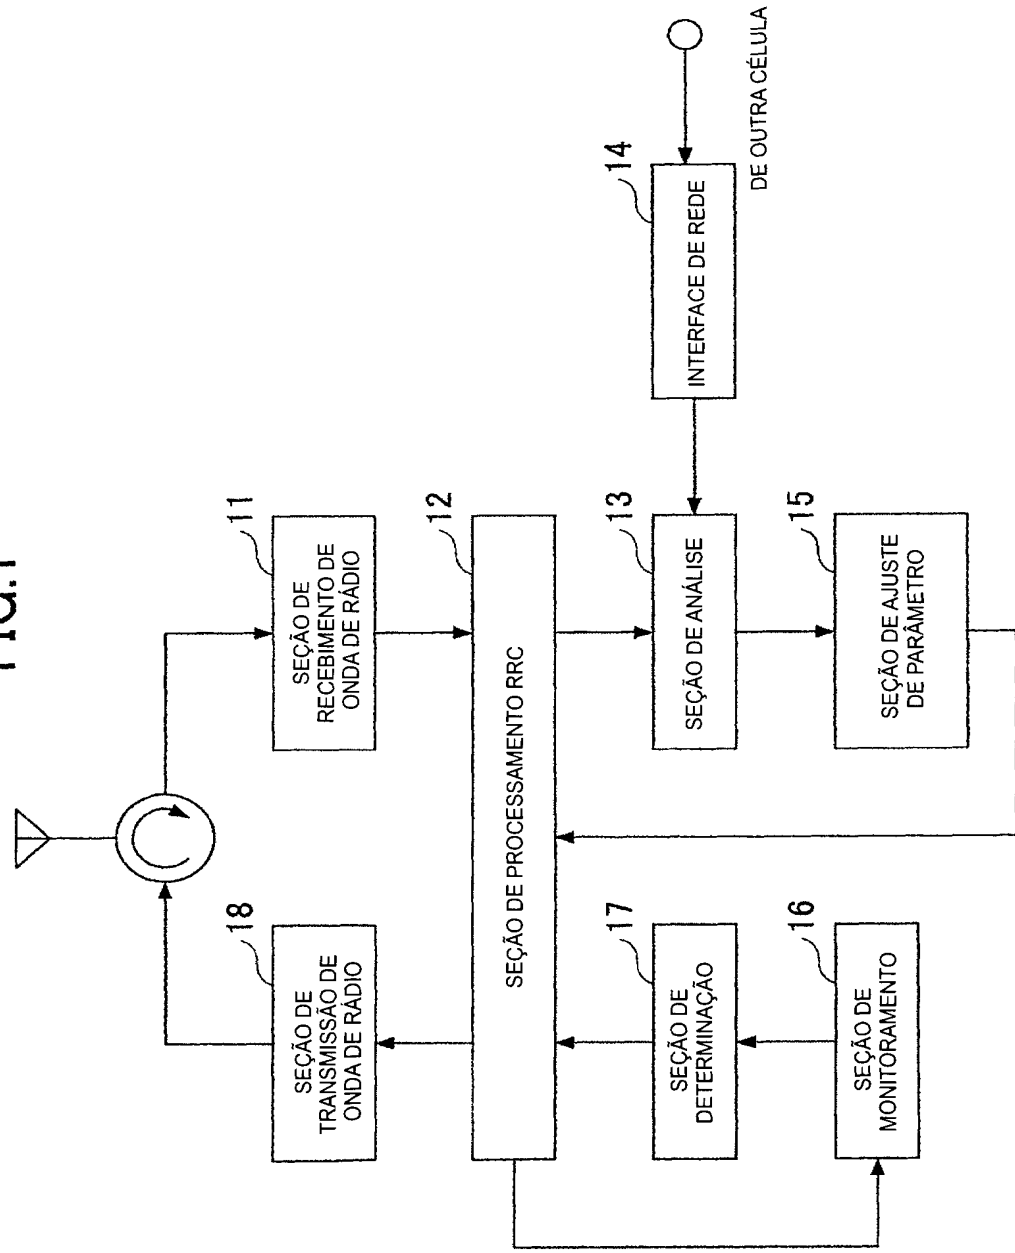 FIG.1
11
SEÇÃO DE
RECEBIMENTO DE
ONDA DE RÁDIO
18
SEÇÃO DE
TRANSMISSÃO DE
ONDA DE RÁDIO
12
SEÇÃO DE PROCESSAMENTO RRC
13
SEÇÃO DE ANÁLISE
14
INTERFACE DE REDE
DE OUTRA CÉLULA
17
SEÇÃO DE
DETERMINAÇÃO
15
SEÇÃO DE AJUSTE
DE PARÂMETRO
16
SEÇÃO DE
MONITORAMENTO